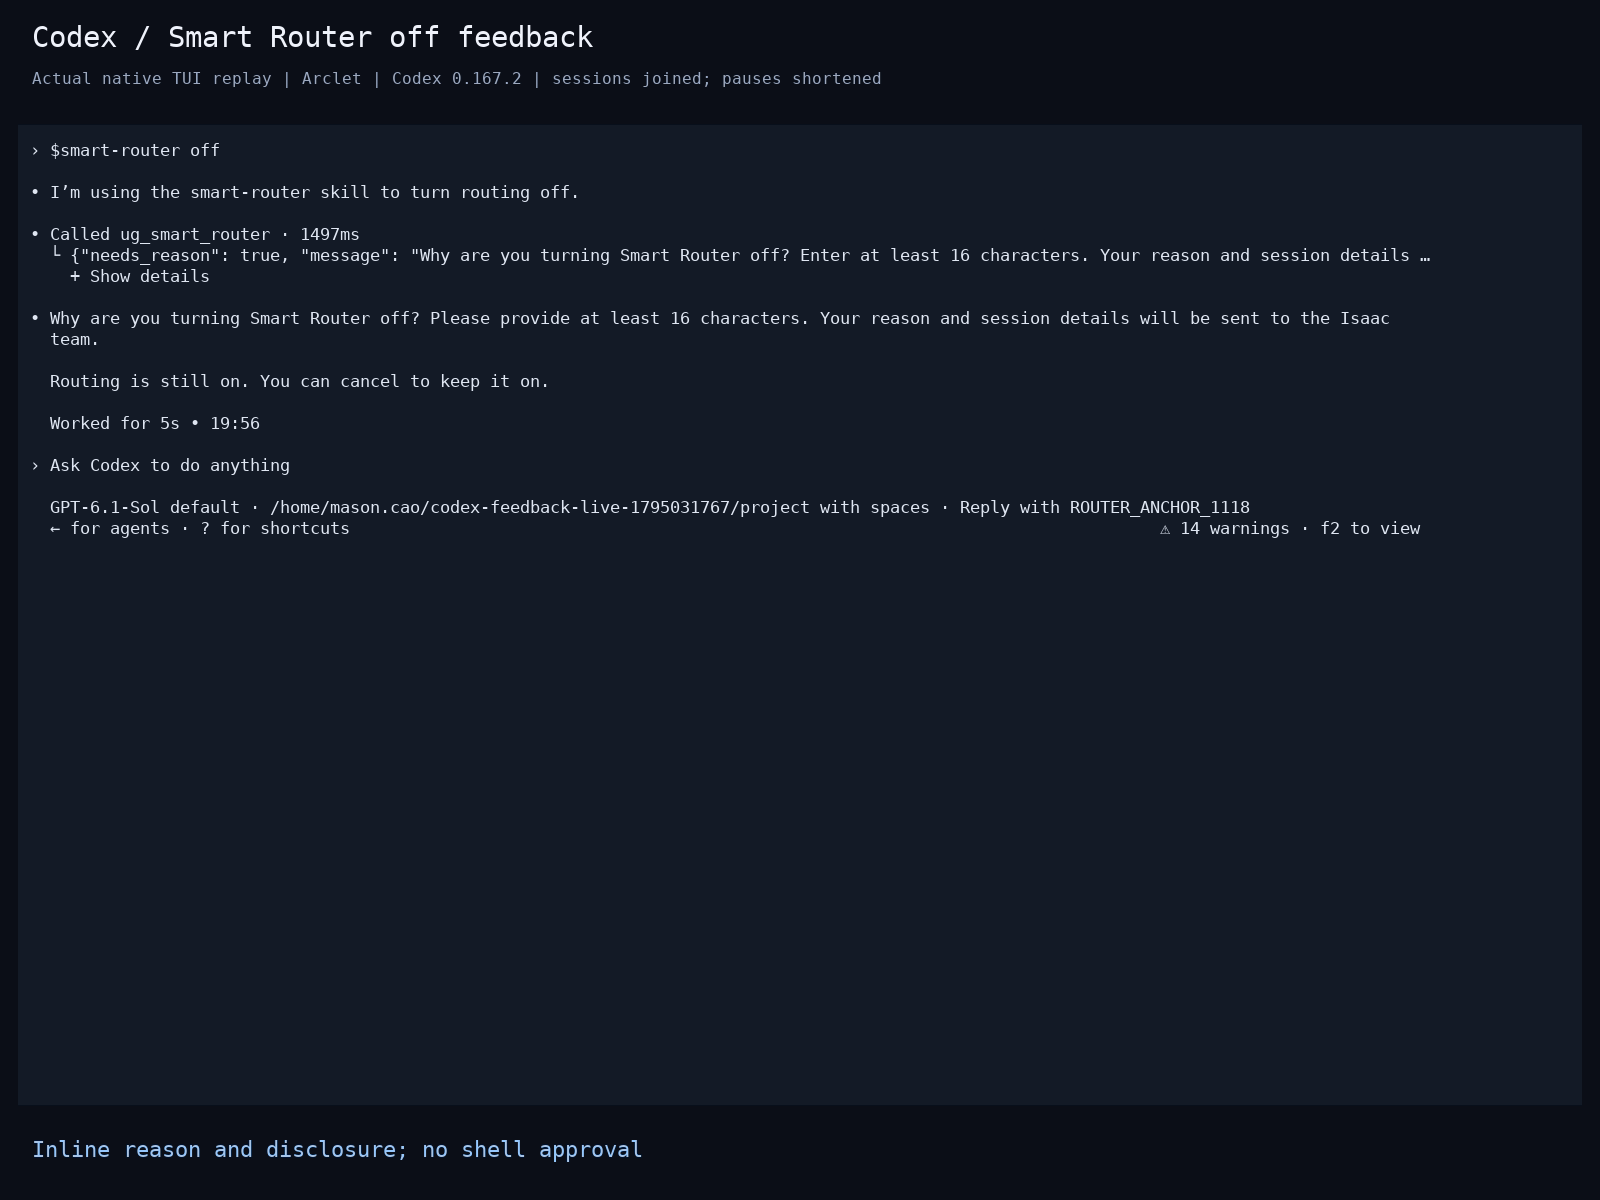 Codex / Smart Router off feedback
Actual native TUI replay | Arclet | Codex 0.167.2 | sessions joined; pauses shortened
› $smart-router off
• I’m using the smart-router skill to turn routing off.
• Called ug_smart_router · 1497ms
└ {"needs_reason": true, "message": "Why are you turning Smart Router off? Enter at least 16 characters. Your reason and session details …
+ Show details
• Why are you turning Smart Router off? Please provide at least 16 characters. Your reason and session details will be sent to the Isaac
team.
Routing is still on. You can cancel to keep it on.
Worked for 5s • 19:56
› Ask Codex to do anything
GPT-6.1-Sol default · /home/mason.cao/codex-feedback-live-1795031767/project with spaces · Reply with ROUTER_ANCHOR_1118
← for agents · ? for shortcuts ⚠ 14 warnings · f2 to view
Inline reason and disclosure; no shell approval